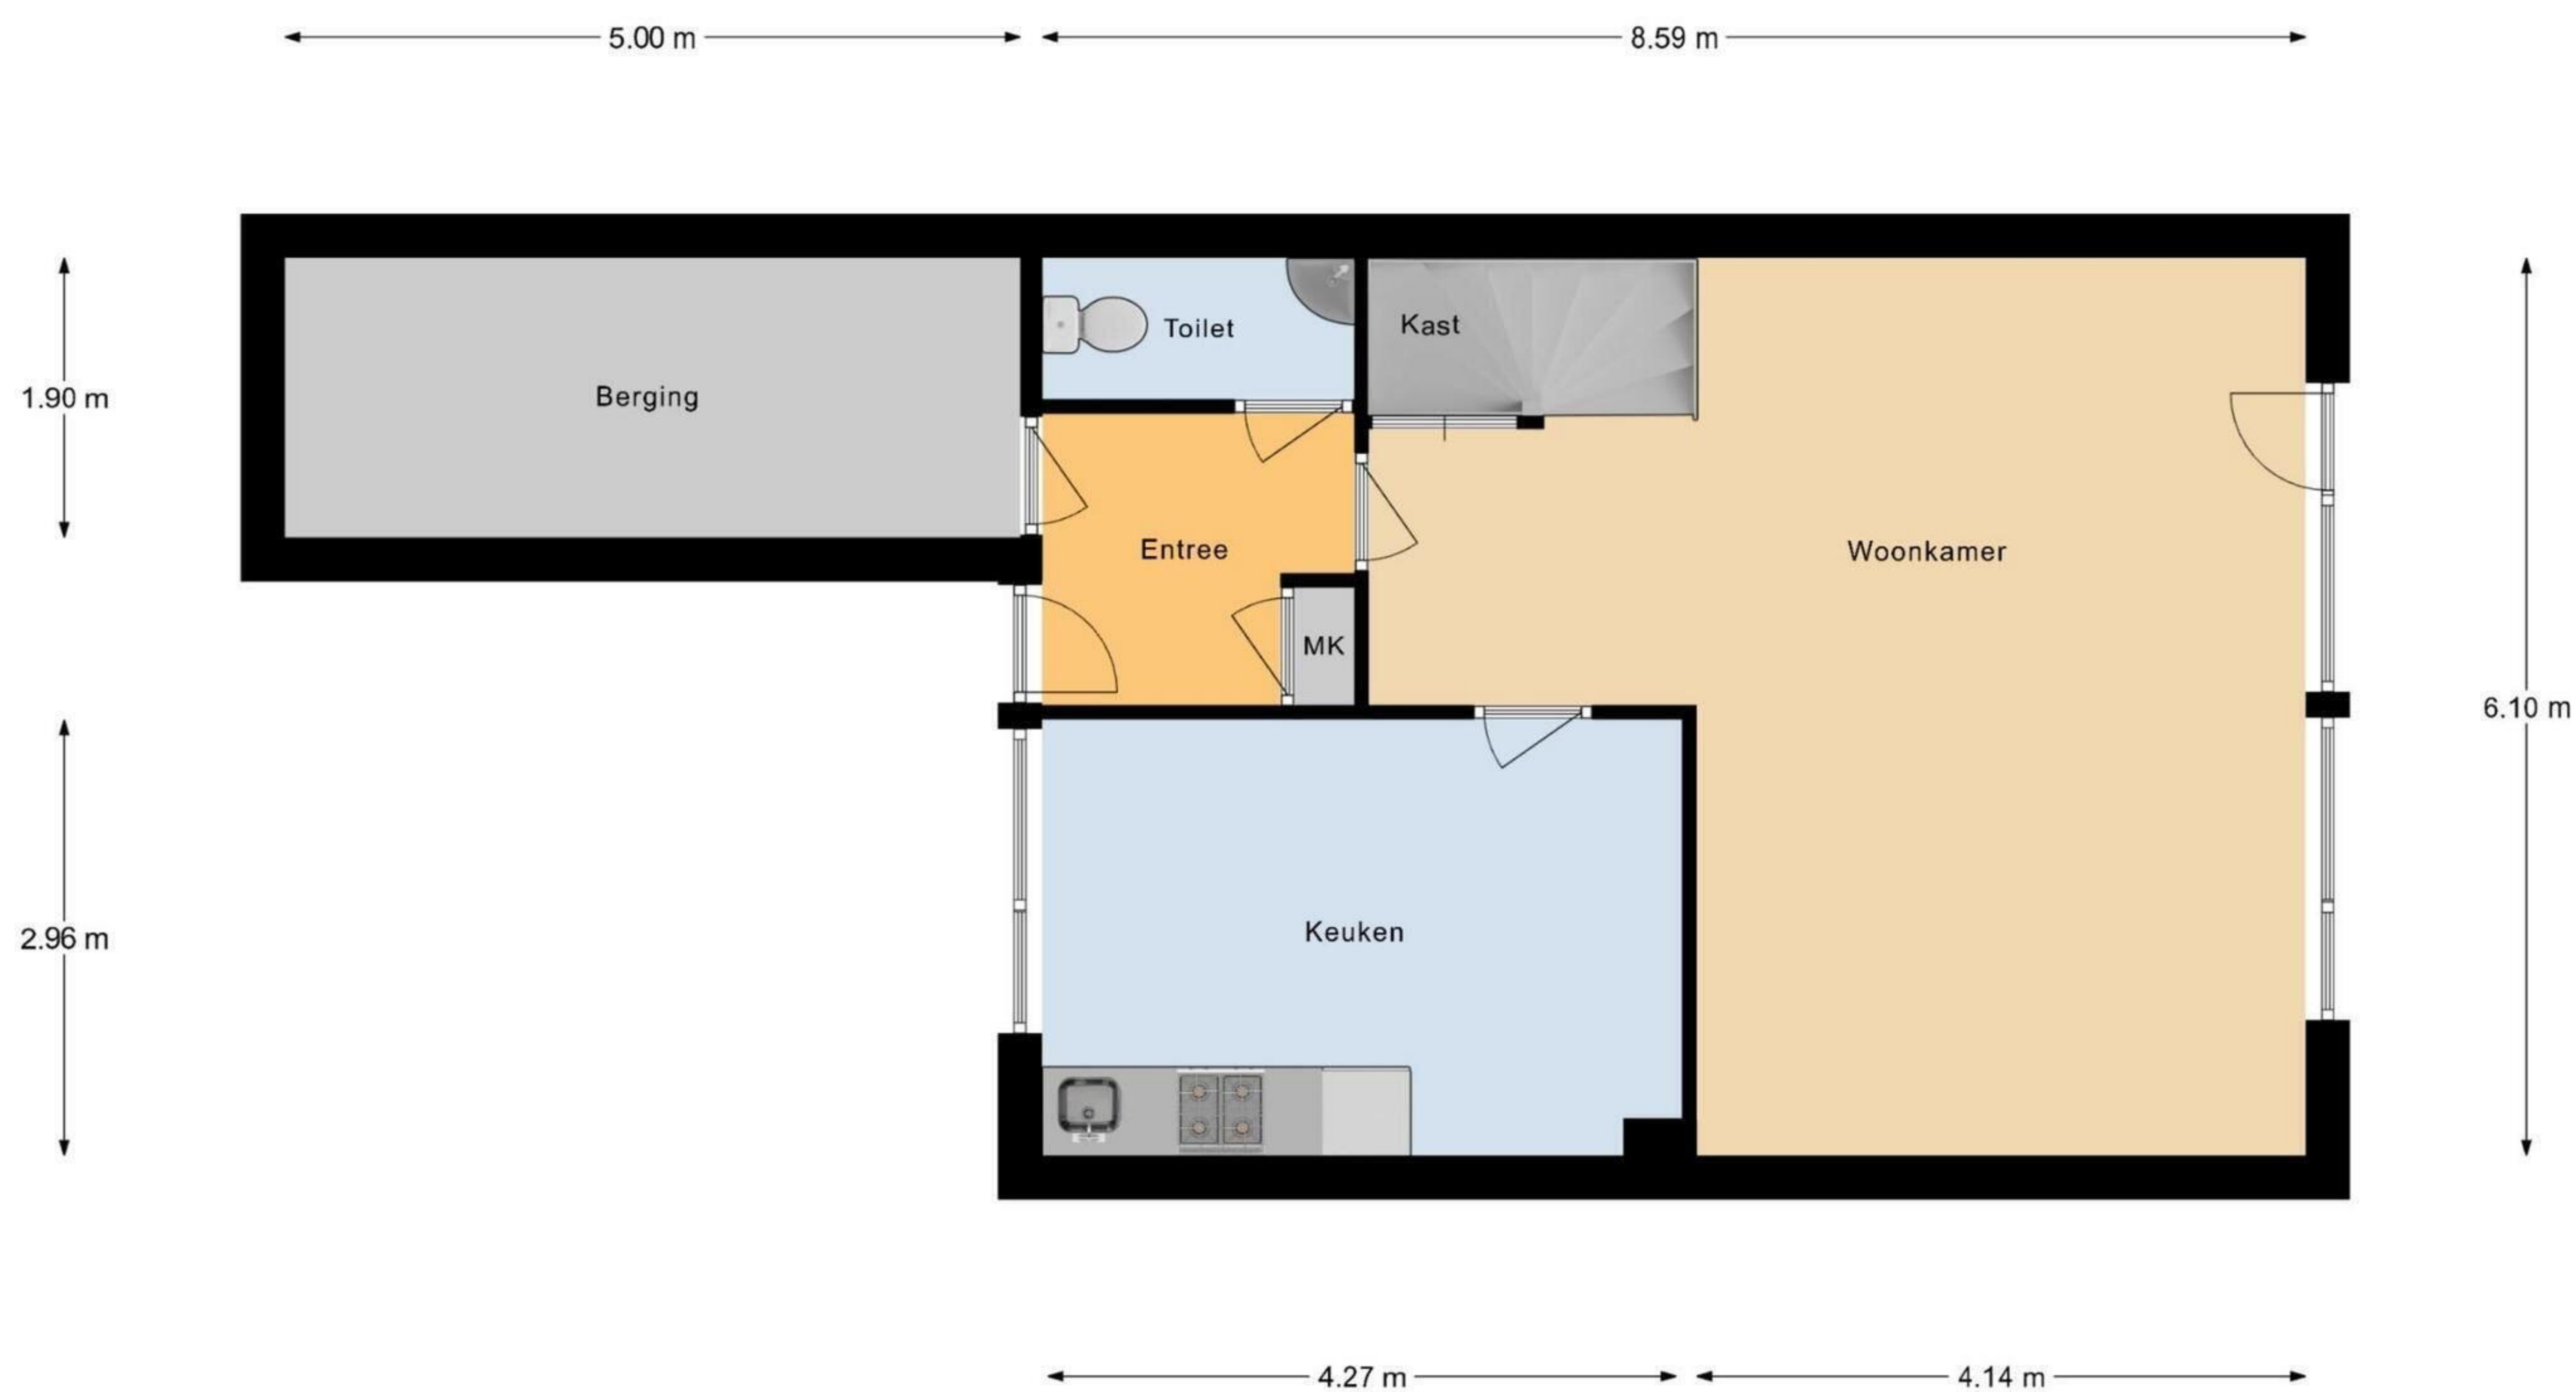 5.00 m
8.59 m
Toilet
Kast
Berging
1.90 m
Entree
Woonkamer
MK
6.10 m
Keuken
2.96 m
4.27 m
4.14 m